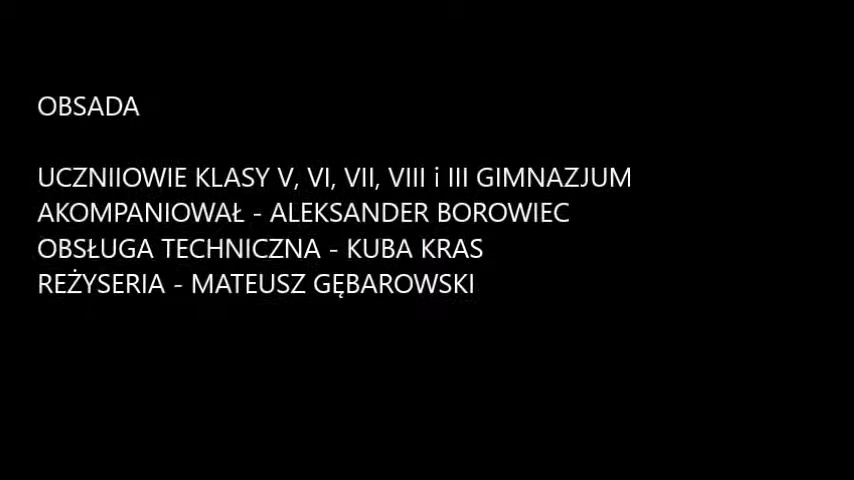 OBSADA
UCZNIIOWIE KLASY V, VI, VII, VIII i III GIMNAZJUM
AKOMPANIOWAŁ - ALEKSANDER BOROWIEC
OBSŁUGA TECHNICZNA - KUBA KRAS
REŻYSERIA - MATEUSZ GĘBAROWSKI